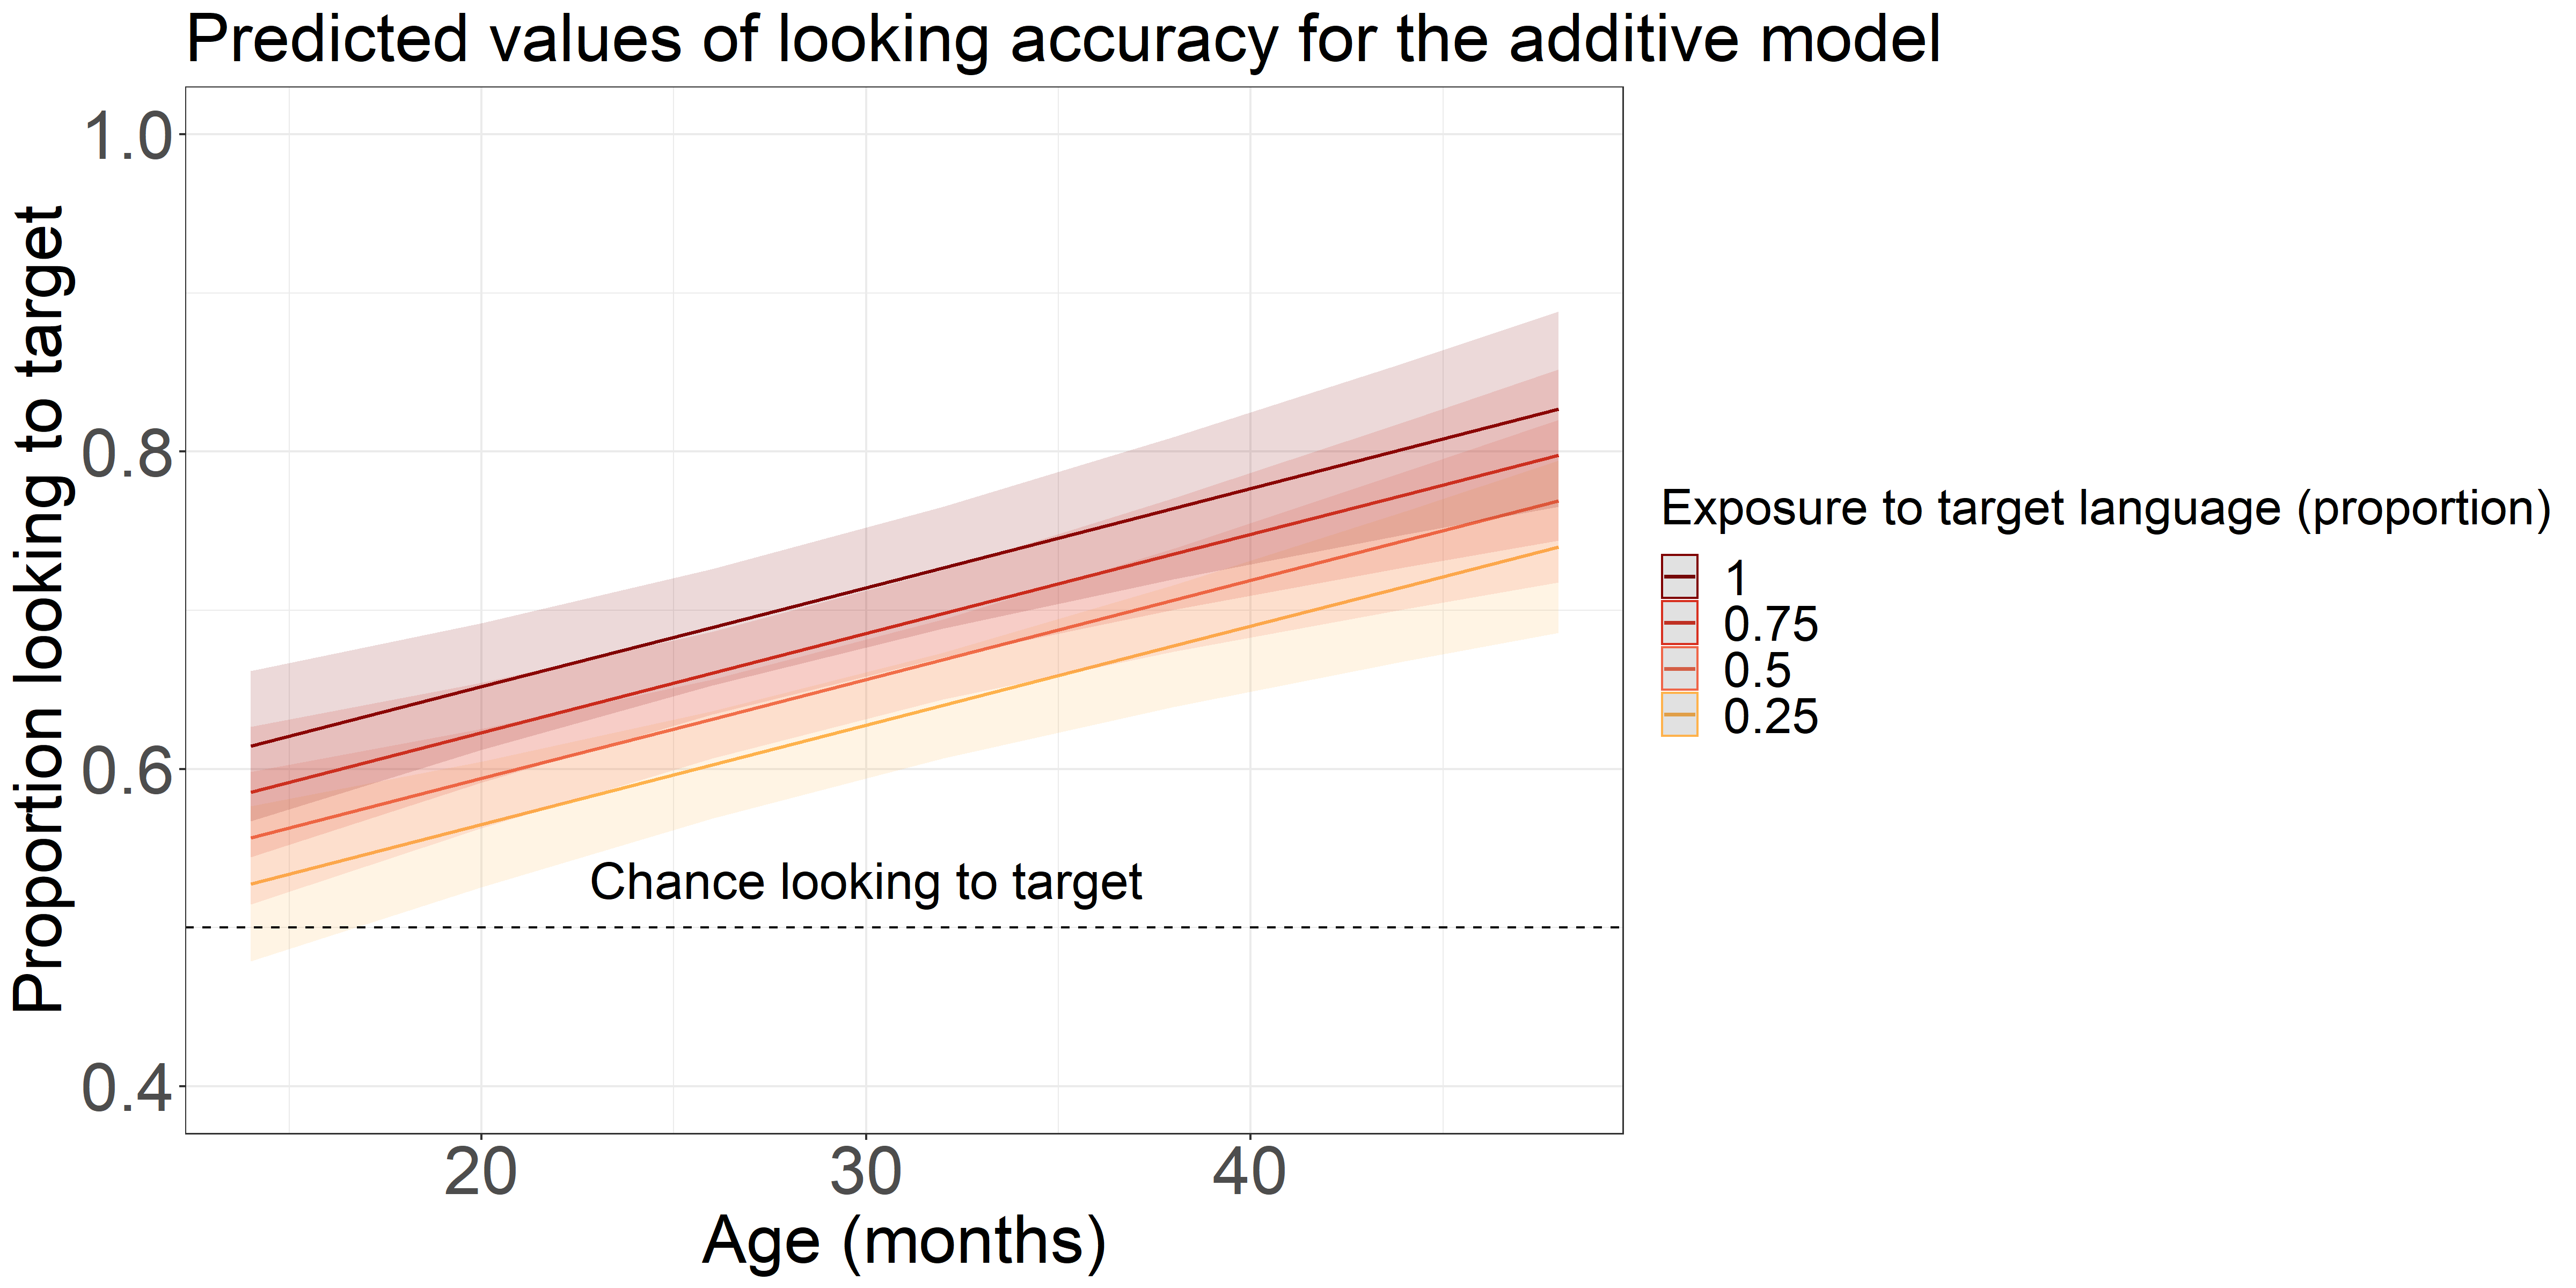 Predicted values of looking accuracy for the additive model
Proportion looking to target
1.0
0.8
0.6
0.4
Chance looking to target
20 30 40
Age (months)
Exposure to target language (proportion)
1
0.75
0.5
0.25